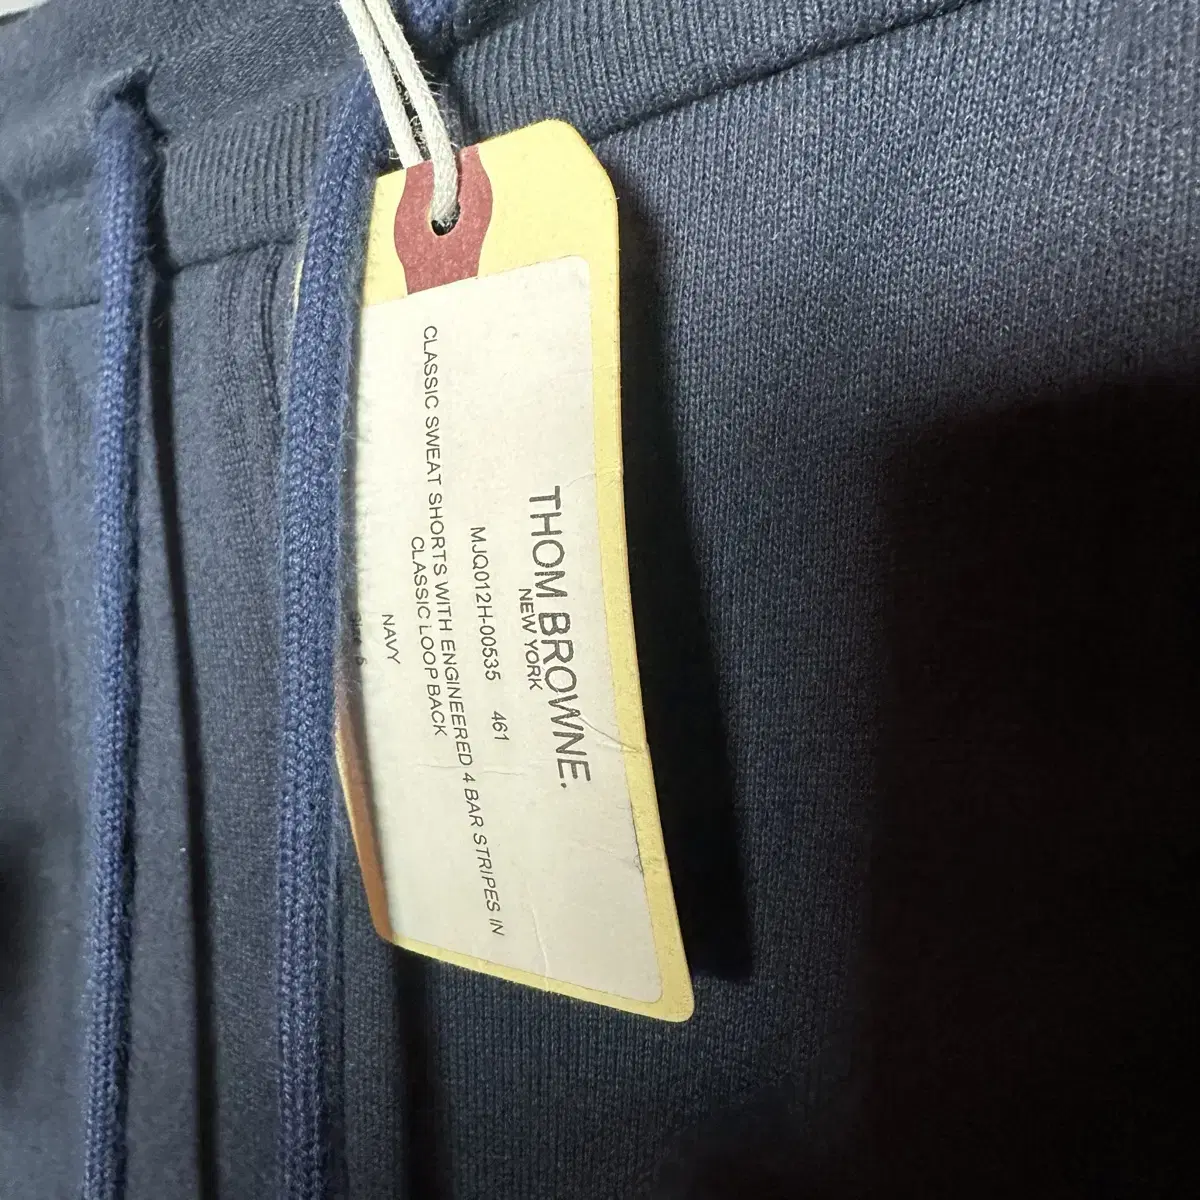 THOM BROWNE.
NEW YORK
MJQ012H-00535 461
CLASSIC SWEAT SHORTS WITH ENGINEERED 4 BAR STRIPES IN
CLASSIC LOOP BACK
NAVY